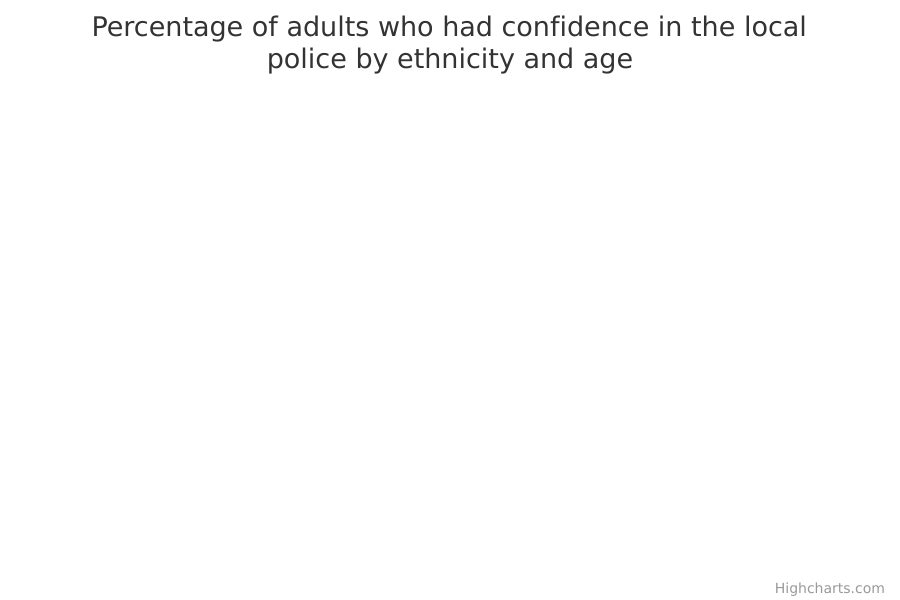 Percentage of adults who had confidence in the local
police by ethnicity and age
Highcharts.com